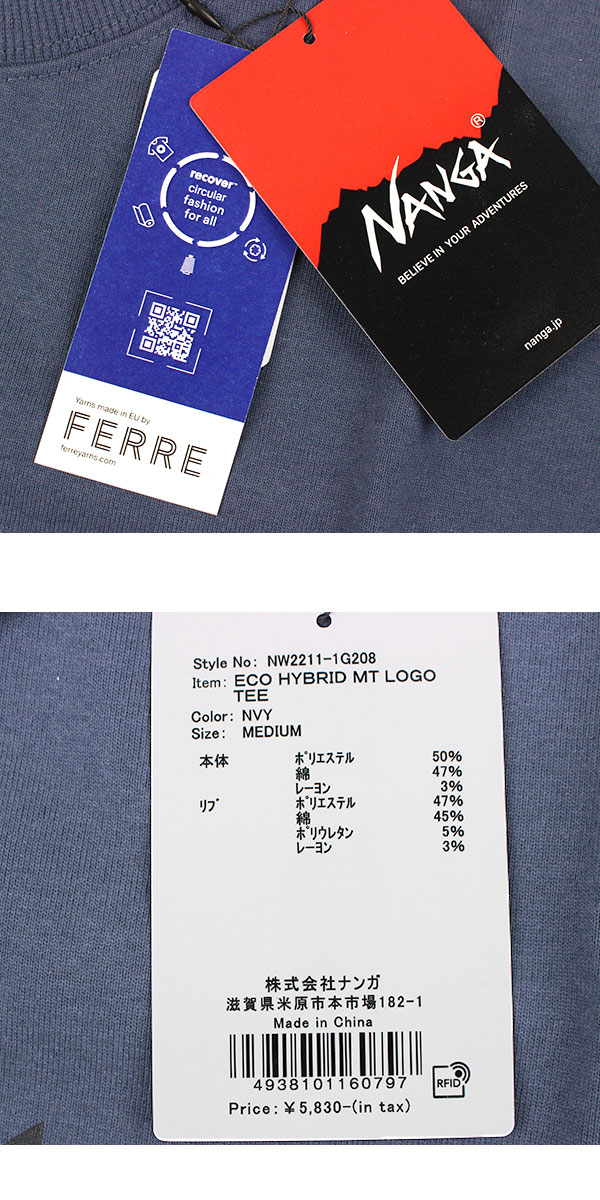 recover™
circular
fashion
for all
Yarns made in EU by
FERRE
ferreyarns.com
NANGA®
BELIEVE IN YOUR ADVENTURES
nanga.jp
Style No: NW2211-1G208
Item: ECO HYBRID MT LOGO
TEE
Color: NVY
Size: MEDIUM
本体 ポリエステル 50%
綿 47%
レーヨン 3%
リブ ポリエステル 47%
綿 45%
ポリウレタン 5%
レーヨン 3%
株式会社ナンガ
滋賀県米原市本市場182-1
Made in China
4938101160797
RFID
Price: ¥5,830-(in tax)